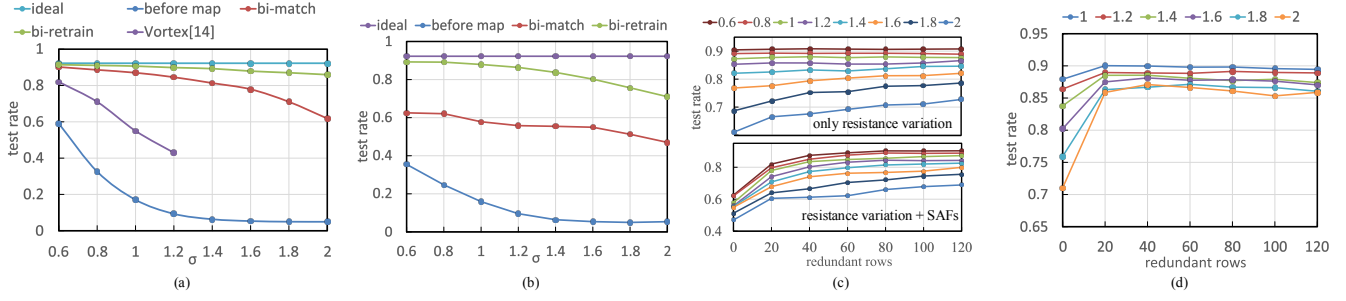 ideal before map bi-match
bi-retrain Vortex[14]
1
0.8
0.6
0.4
0.2
0
test rate
0.6 0.8 1 1.2 1.4 1.6 1.8 2
σ
(a)
ideal before map bi-match bi-retrain
1
0.8
0.6
0.4
0.2
0
test rate
0.6 0.8 1 1.2 1.4 1.6 1.8 2
σ
(b)
0.6 0.8 1 1.2 1.4 1.6 1.8 2
0.9
0.8
0.7
only resistance variation
test rate
0.8
0.6
0.4
resistance variation + SAFs
0 20 40 60 80 100 120
redundant rows
(c)
1 1.2 1.4 1.6 1.8 2
0.95
0.9
0.85
0.8
0.75
0.7
0.65
test rate
0 20 40 60 80 100 120
redundant rows
(d)